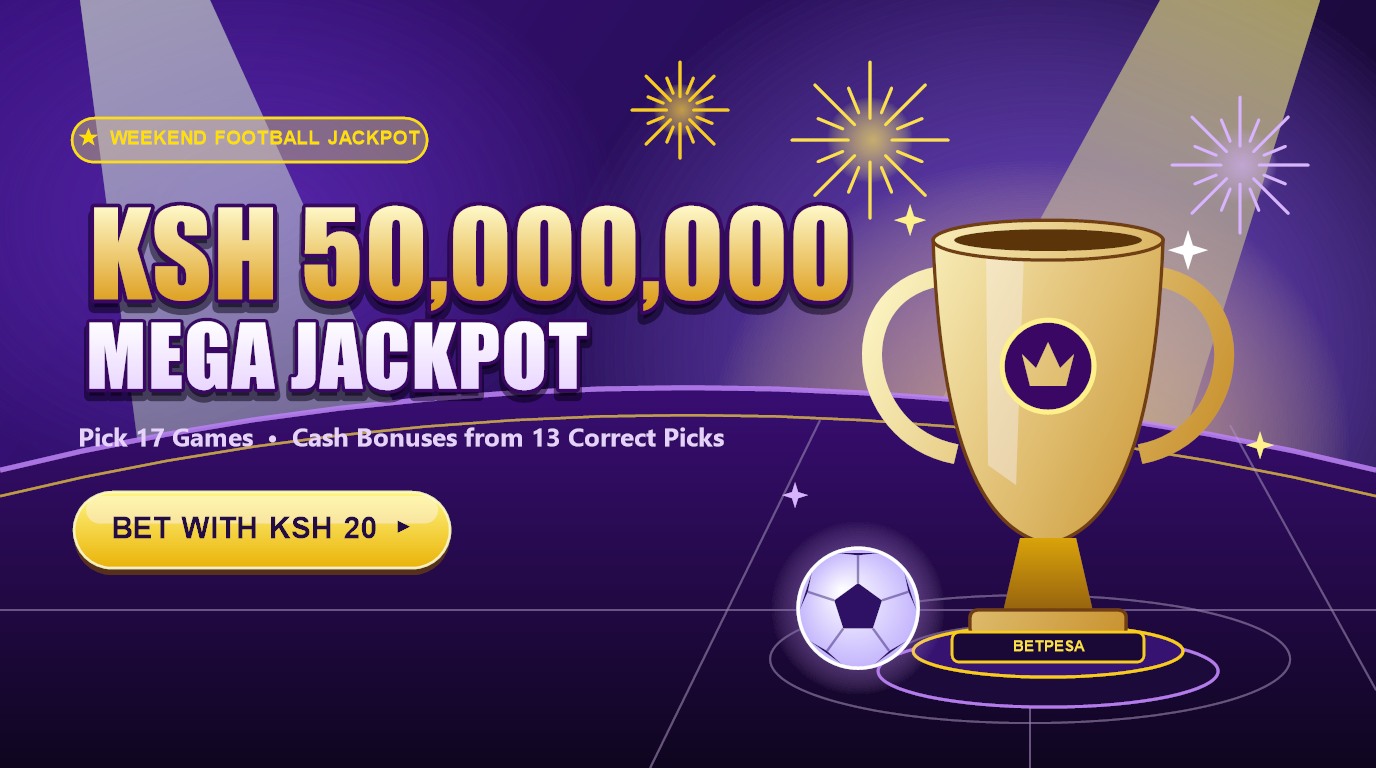 ★ WEEKEND FOOTBALL JACKPOT
KSH 50,000,000
MEGA JACKPOT
Pick 17 Games • Cash Bonuses from 13 Correct Picks
BET WITH KSH 20 ►
BETPESA